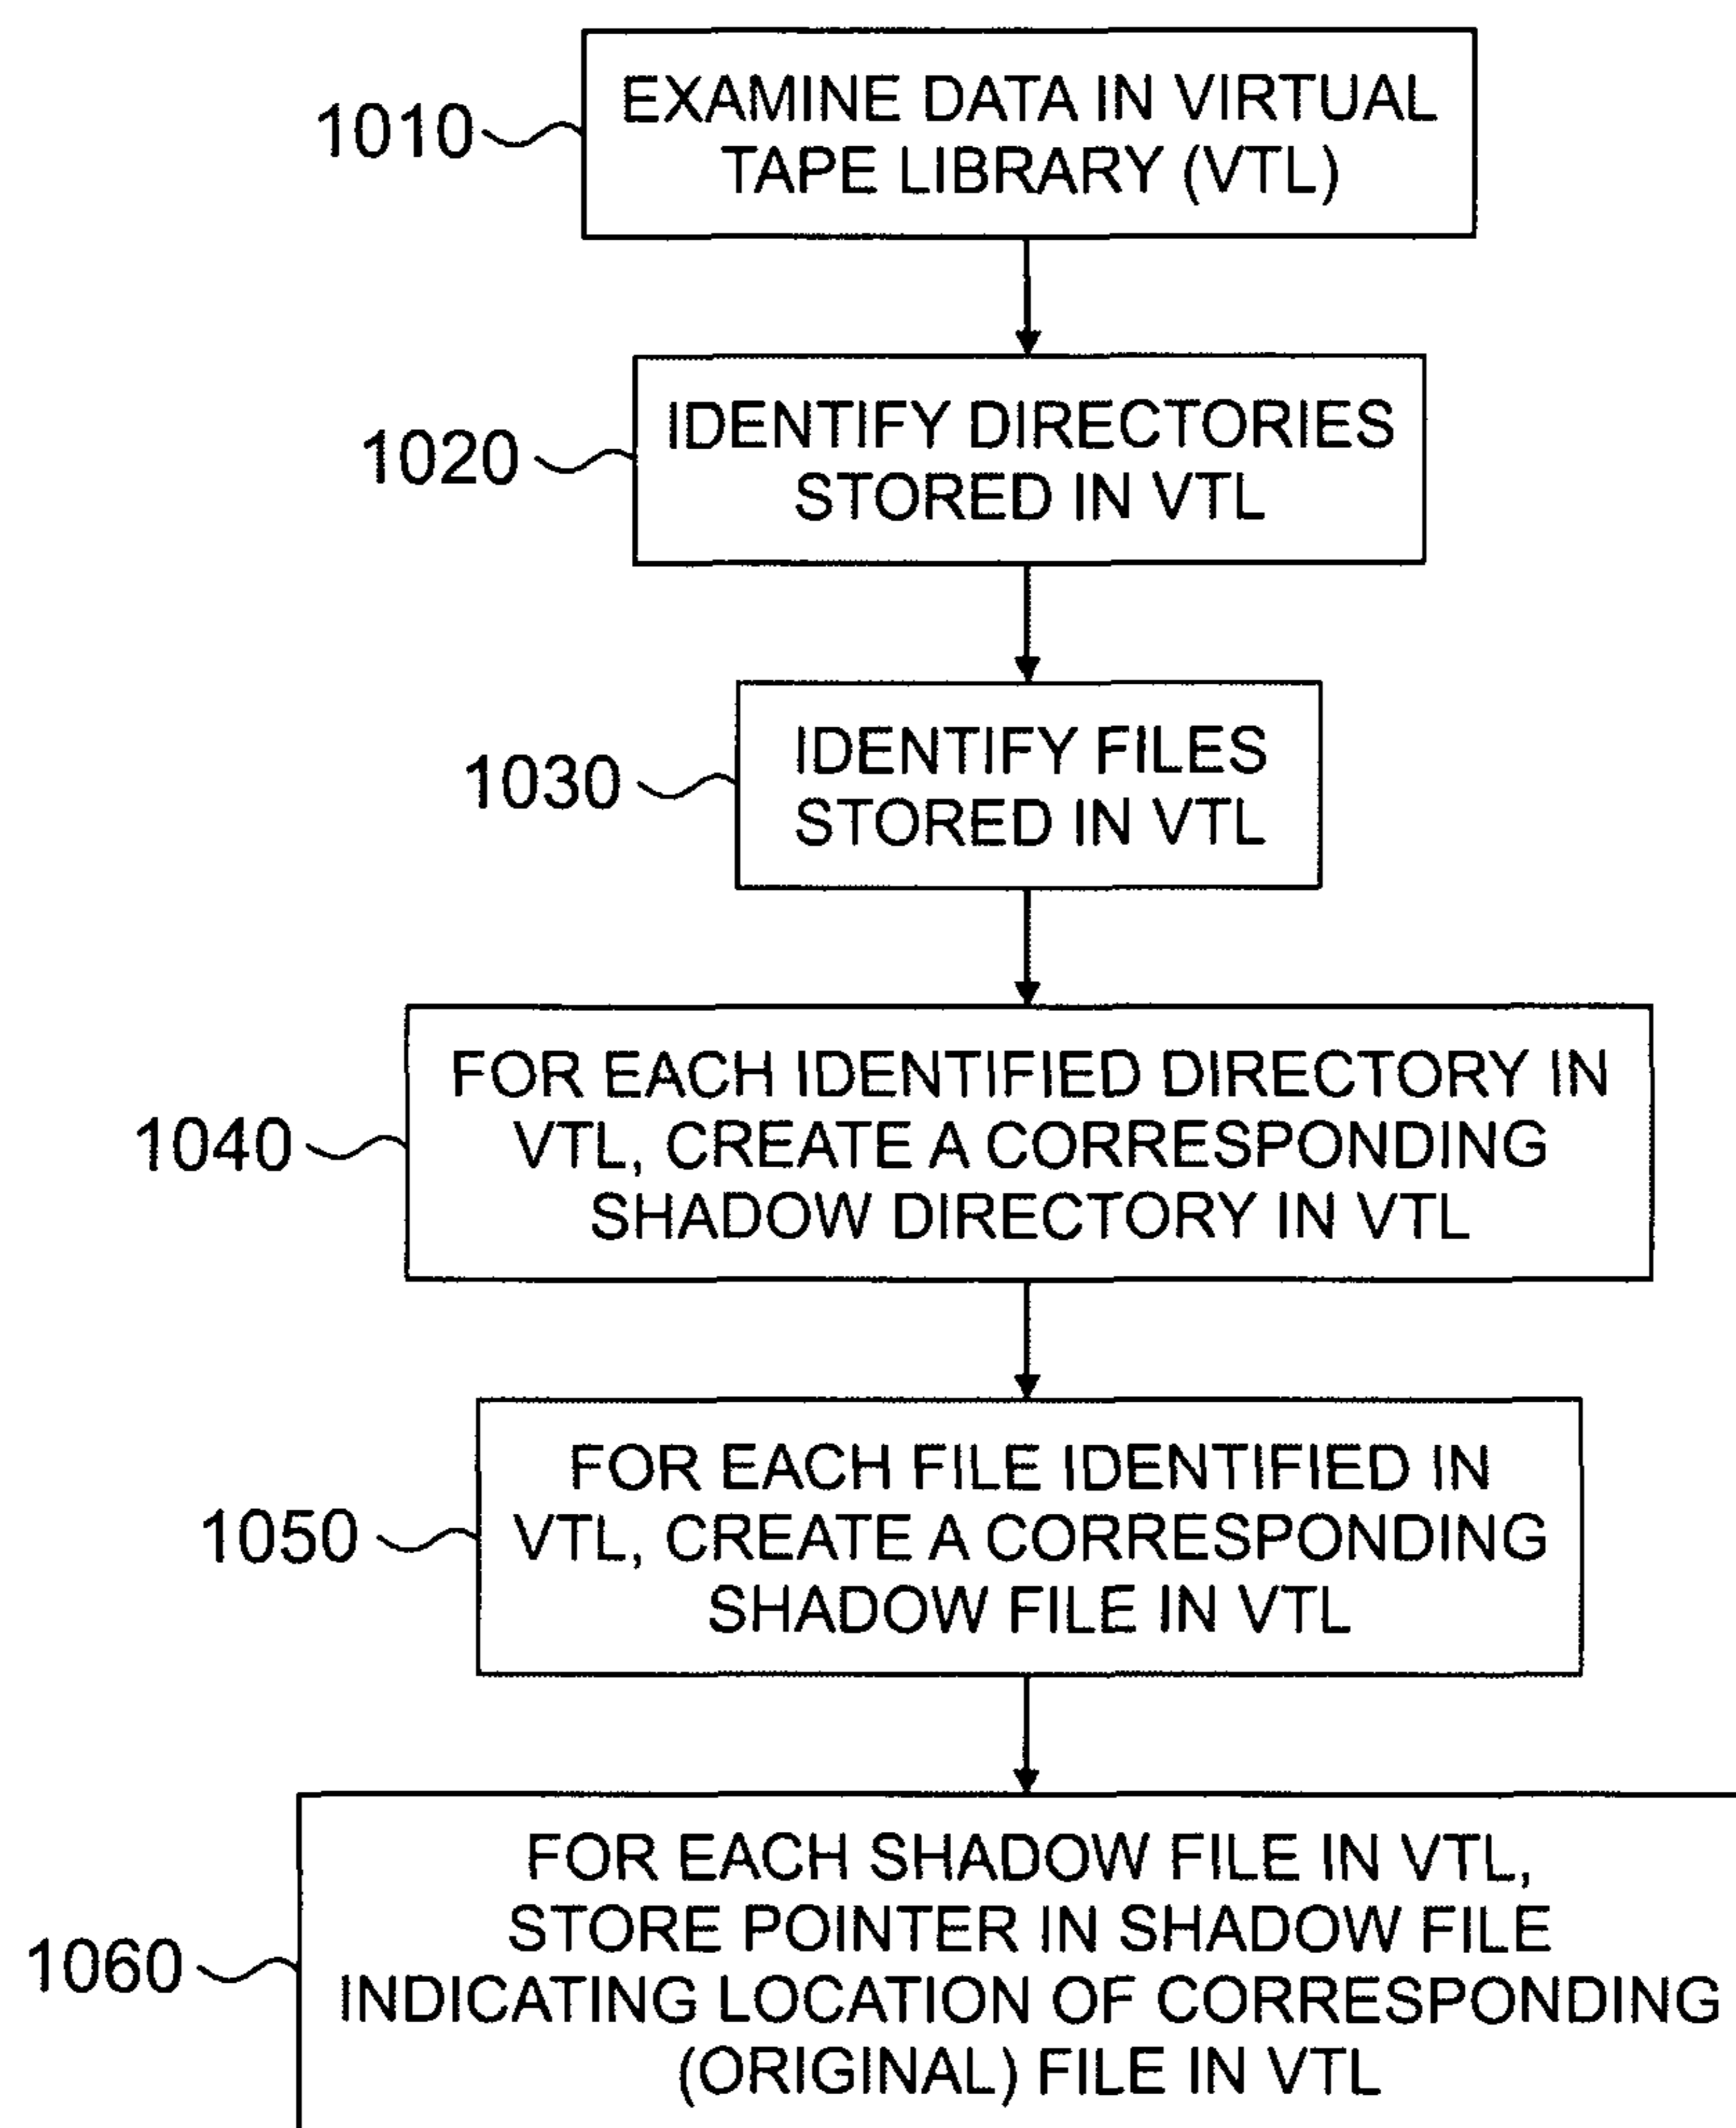 1010
EXAMINE DATA IN VIRTUAL
TAPE LIBRARY (VTL)
1020
IDENTIFY DIRECTORIES
STORED IN VTL
1030
IDENTIFY FILES
STORED IN VTL
1040
FOR EACH IDENTIFIED DIRECTORY IN
VTL, CREATE A CORRESPONDING
SHADOW DIRECTORY IN VTL
1050
FOR EACH FILE IDENTIFIED IN
VTL, CREATE A CORRESPONDING
SHADOW FILE IN VTL
1060
FOR EACH SHADOW FILE IN VTL,
STORE POINTER IN SHADOW FILE
INDICATING LOCATION OF CORRESPONDING
(ORIGINAL) FILE IN VTL